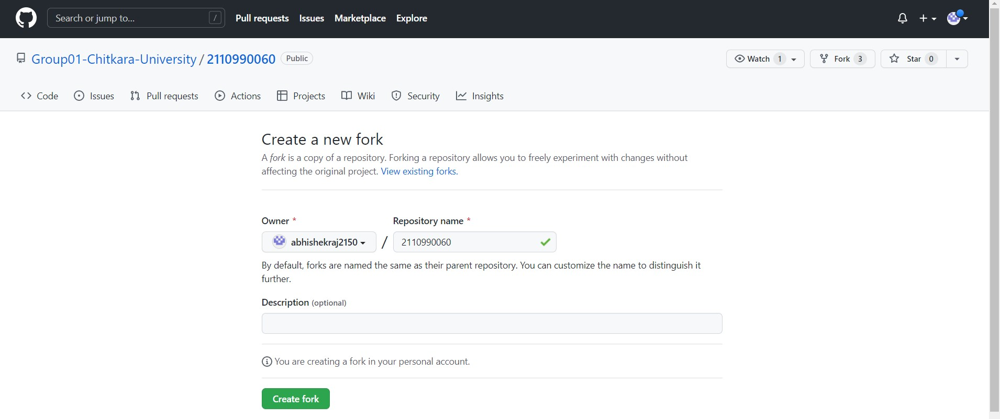 Search or jump to... /
Pull requests Issues Marketplace Explore
Group01-Chitkara-University / 2110990060 Public
Watch 1 Fork 3 Star 0
Code Issues Pull requests Actions Projects Wiki Security Insights
Create a new fork
A fork is a copy of a repository. Forking a repository allows you to freely experiment with changes without
affecting the original project. View existing forks.
Owner * Repository name *
abhishekraj2150 / 2110990060
By default, forks are named the same as their parent repository. You can customize the name to distinguish it
further.
Description (optional)
You are creating a fork in your personal account.
Create fork